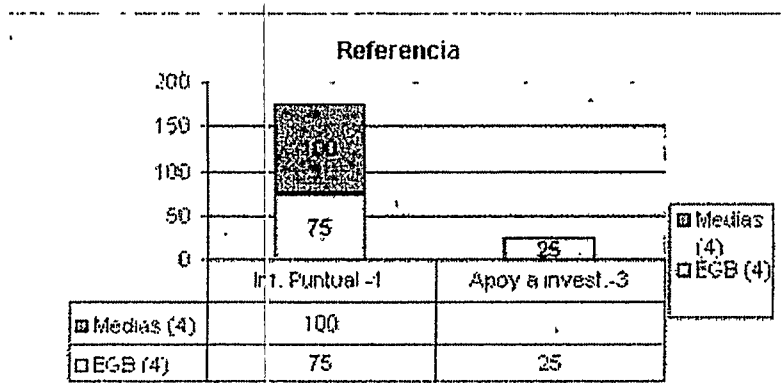 Referencia
200
150
100
50
0
100
75
25
Int. Puntual -1
Apoy a invest.-3
Medias (4)
100
EGB (4)
75
25
Medias
(4)
EGB (4)